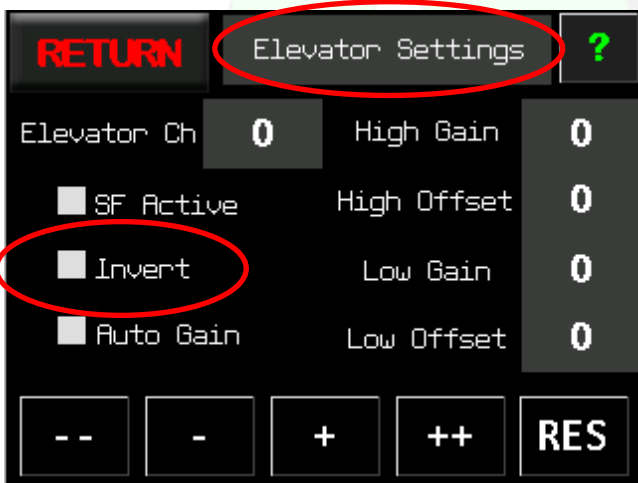 RETURN Elevator Settings ?
Elevator Ch 0 High Gain 0
SF Active High Offset 0
Invert Low Gain 0
Auto Gain Low Offset 0
-- - + ++ RES